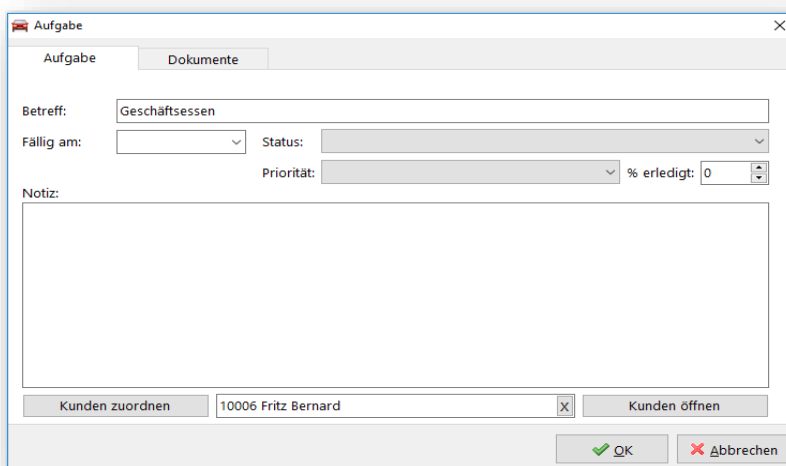 Aufgabe
Aufgabe Dokumente
Betreff: Geschäftsessen
Fällig am: Status:
Priorität: % erledigt: 0
Notiz:
Kunden zuordnen 10006 Fritz Bernard X Kunden öffnen
OK Abbrechen